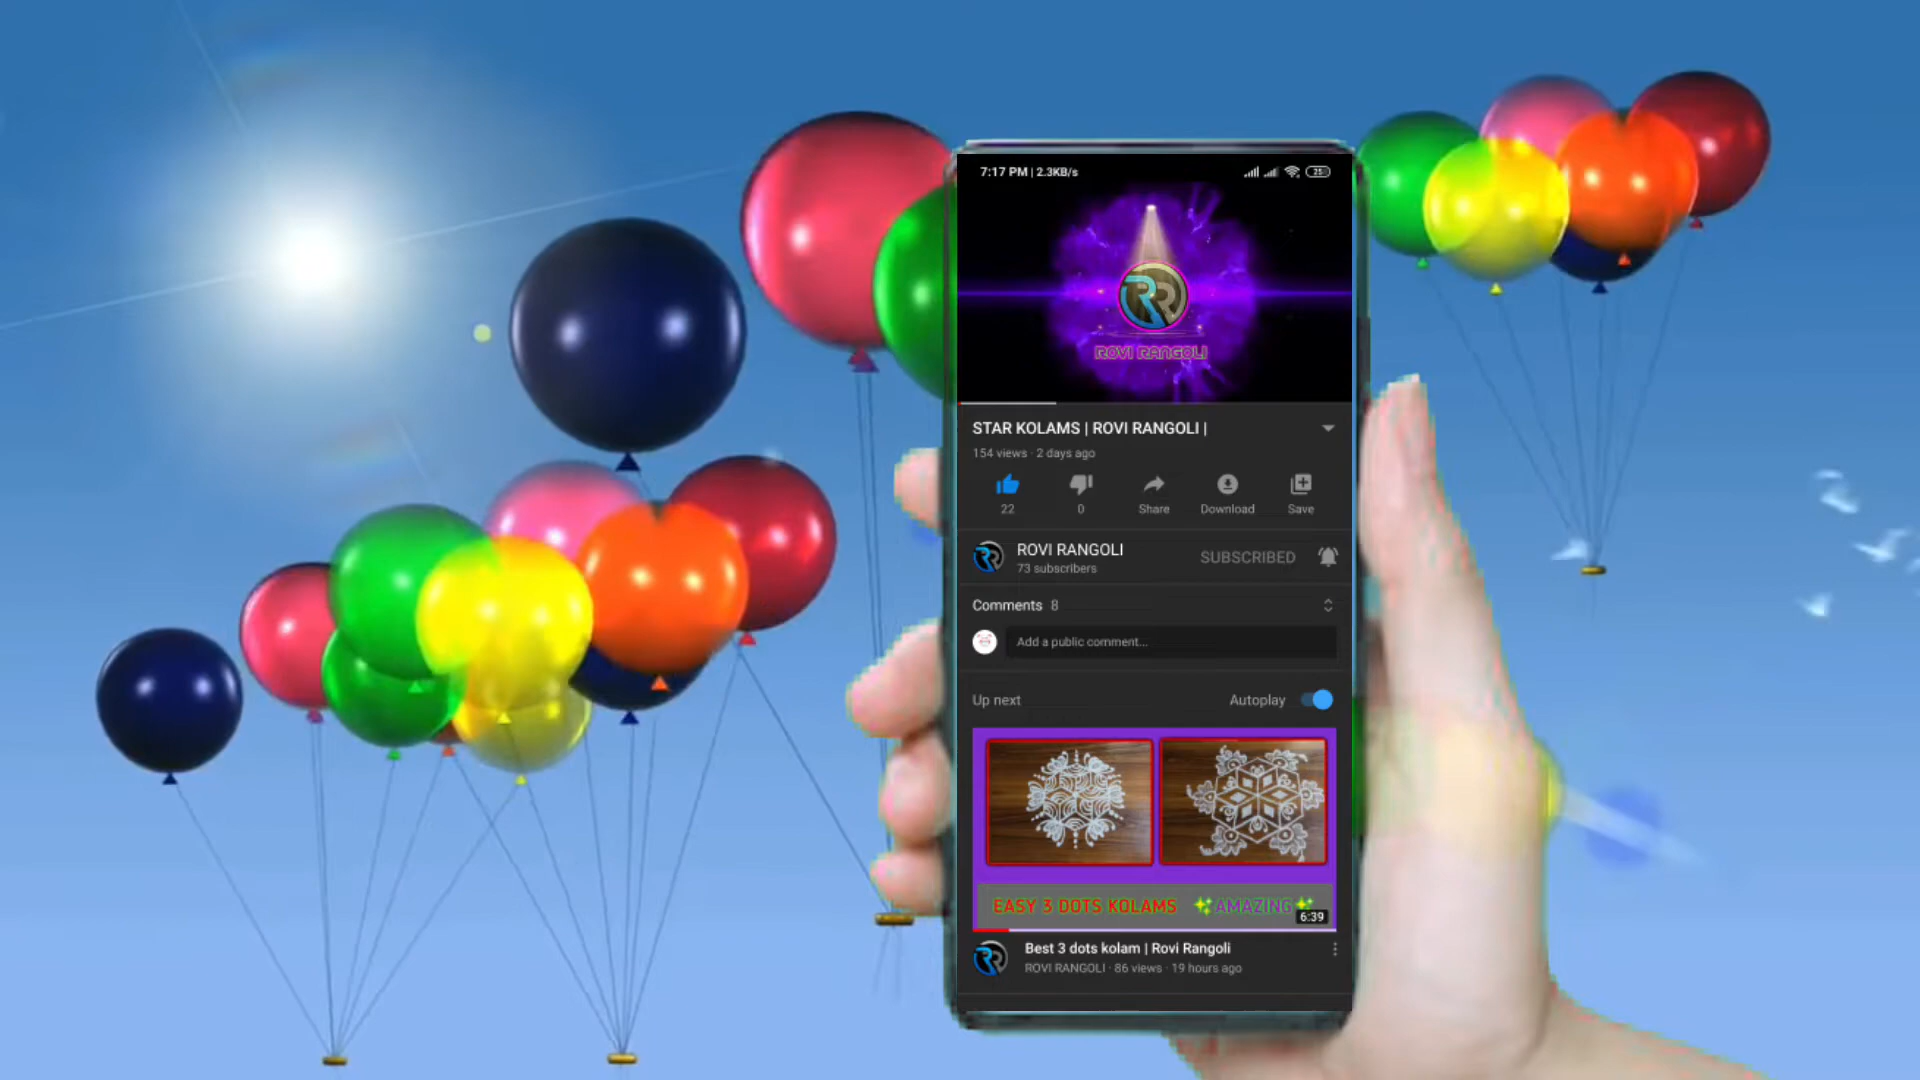 7:17 PM | 2.3KB/s
25
RR
ROVI RANGOLI
STAR KOLAMS | ROVI RANGOLI |
154 views · 2 days ago
22
0
Share
Download
Save
ROVI RANGOLI
73 subscribers
SUBSCRIBED
Comments 8
Add a public comment...
Up next
Autoplay
EASY 3 DOTS KOLAMS ✨AMAZING✨
6:39
Best 3 dots kolam | Rovi Rangoli
ROVI RANGOLI · 86 views · 19 hours ago